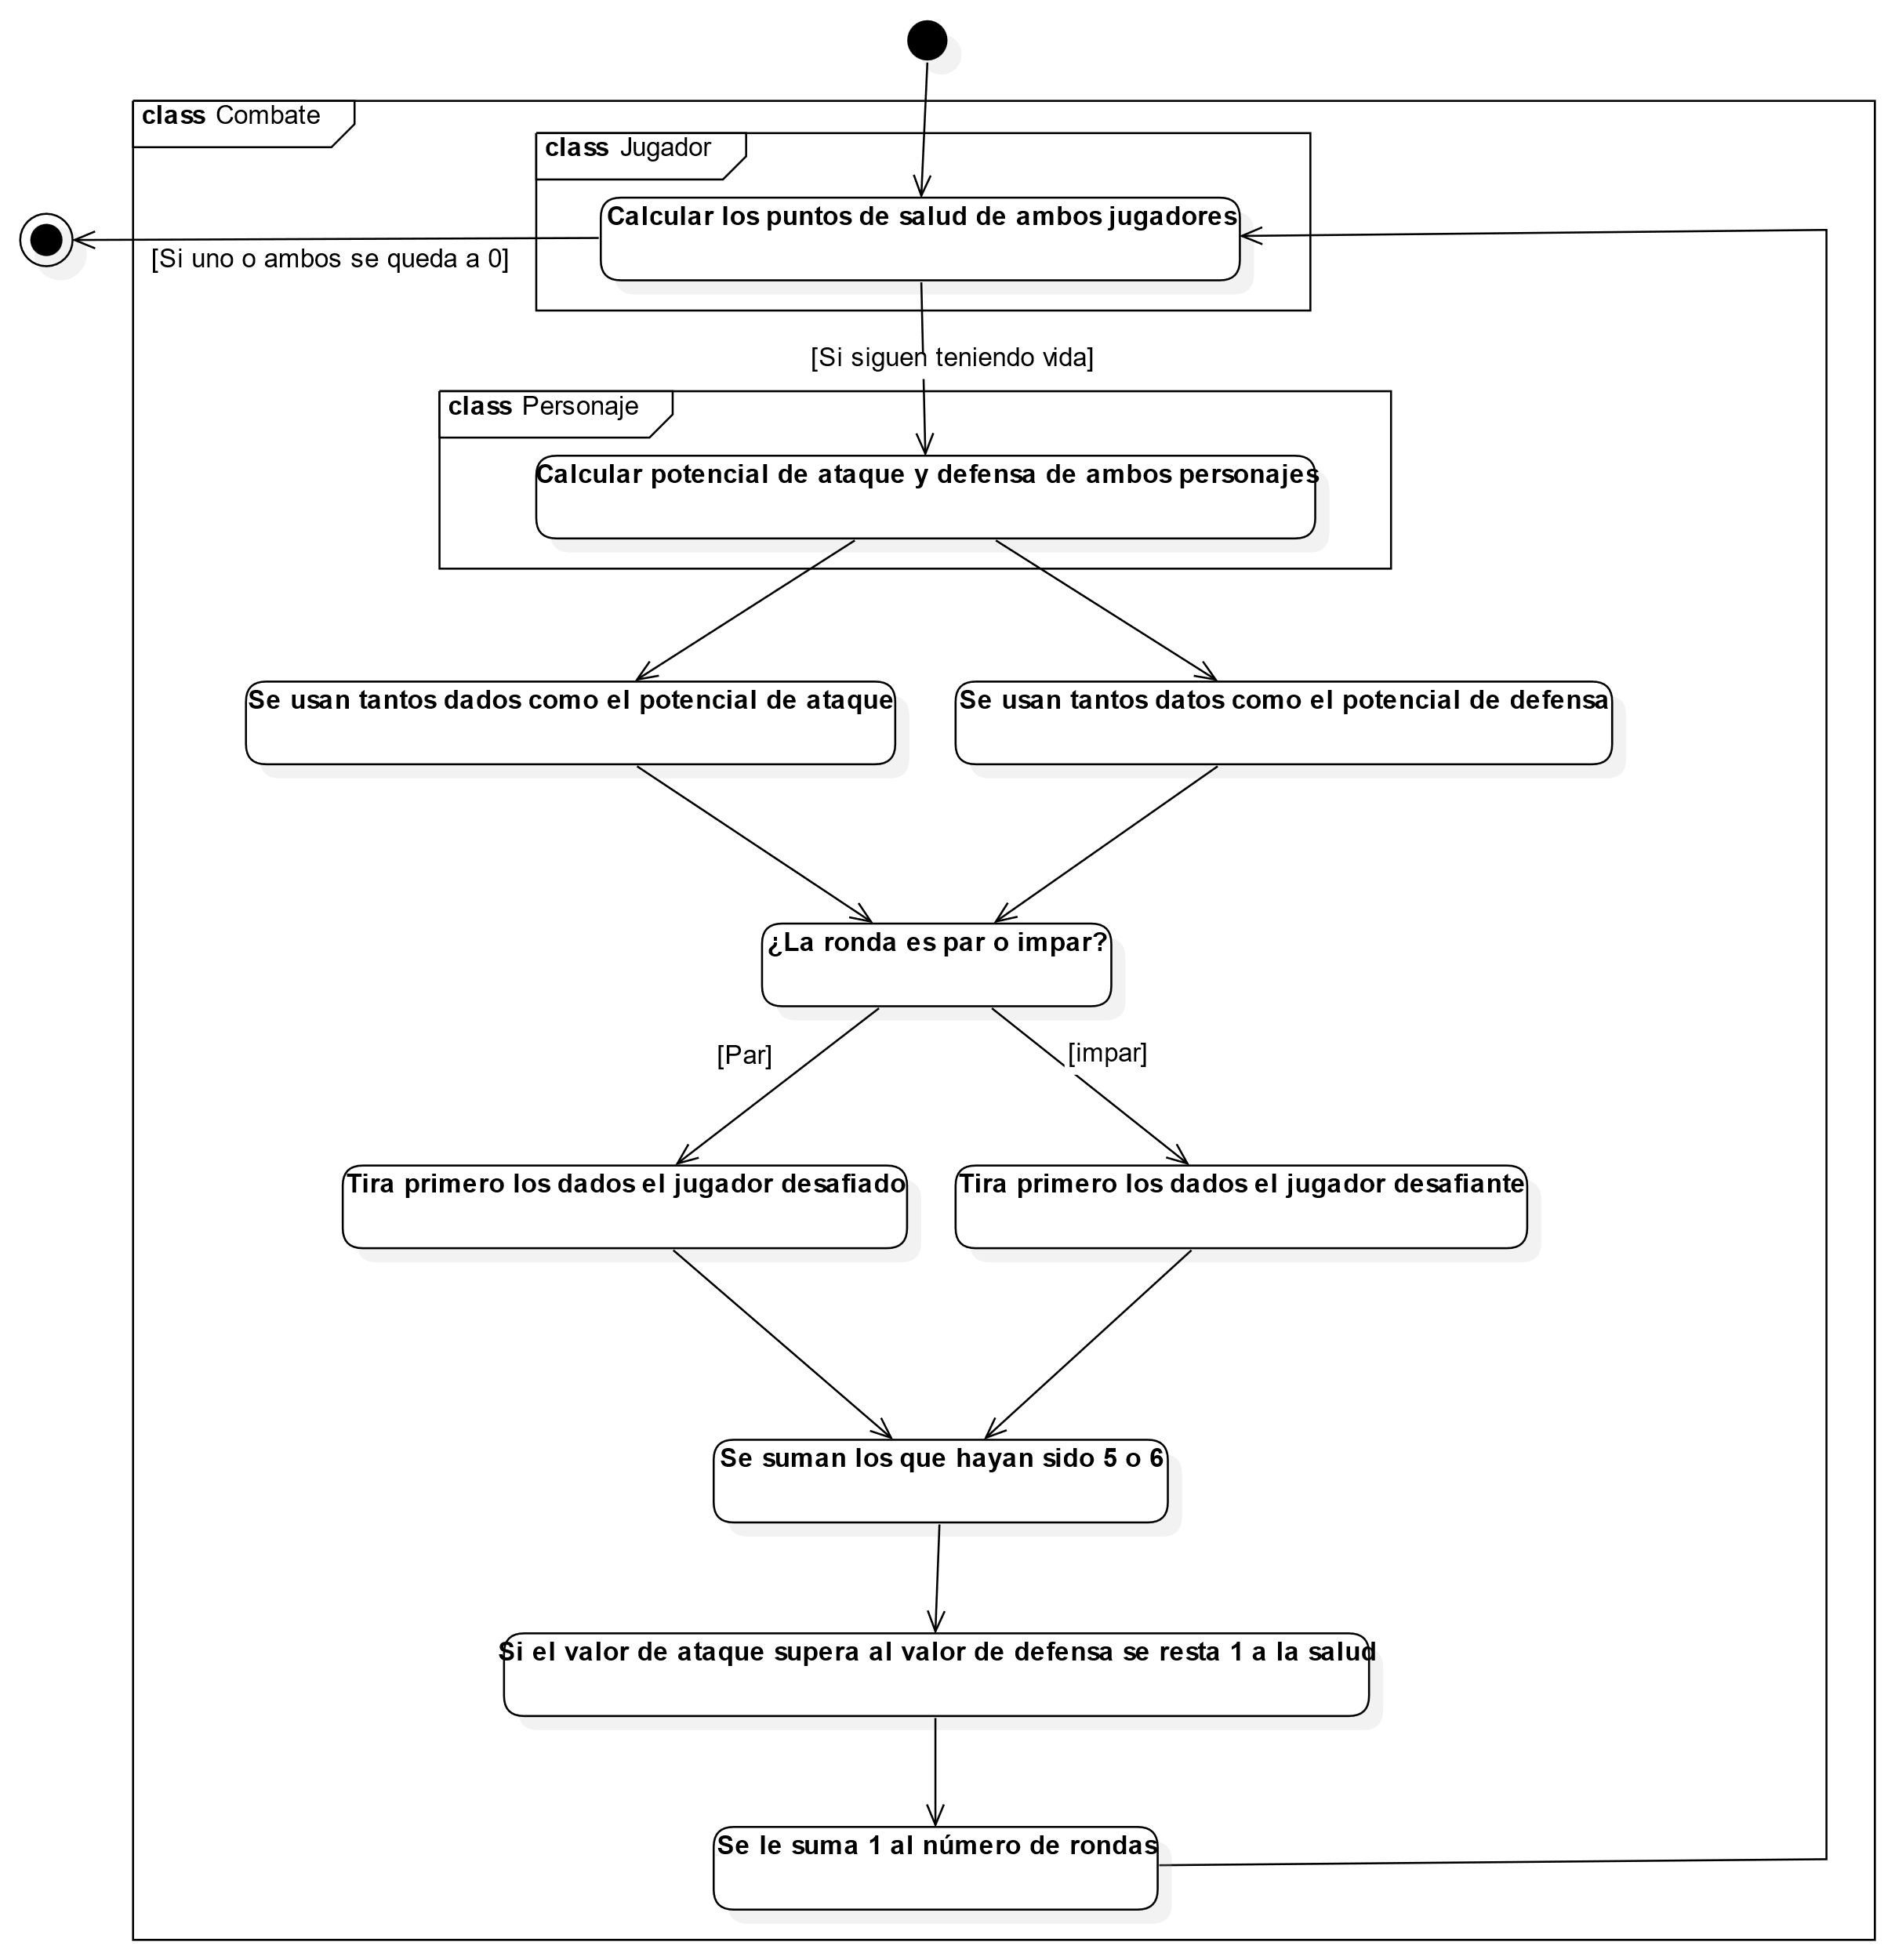 class Combate
class Jugador
Calcular los puntos de salud de ambos jugadores
[Si uno o ambos se queda a 0]
[Si siguen teniendo vida]
class Personaje
Calcular potencial de ataque y defensa de ambos personajes
Se usan tantos dados como el potencial de ataque
Se usan tantos datos como el potencial de defensa
¿La ronda es par o impar?
[Par]
[impar]
Tira primero los dados el jugador desafiado
Tira primero los dados el jugador desafiante
Se suman los que hayan sido 5 o 6
Si el valor de ataque supera al valor de defensa se resta 1 a la salud
Se le suma 1 al número de rondas